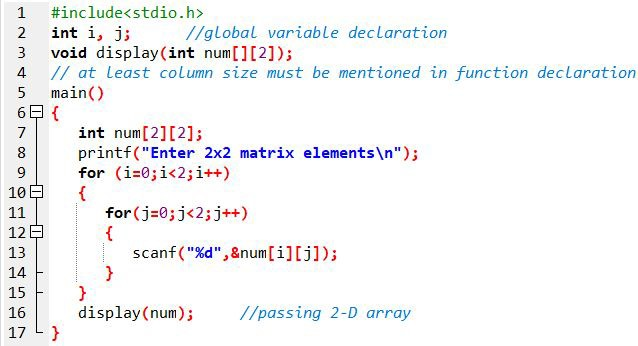 1 #include<stdio.h>
2 int i, j; //global variable declaration
3 void display(int num[][2]);
4 // at least column size must be mentioned in function declaration
5 main()
6 {
7 int num[2][2];
8 printf("Enter 2x2 matrix elements\n");
9 for (i=0;i<2;i++)
10 {
11 for(j=0;j<2;j++)
12 {
13 scanf("%d",&num[i][j]);
14 }
15 }
16 display(num); //passing 2-D array
17 }